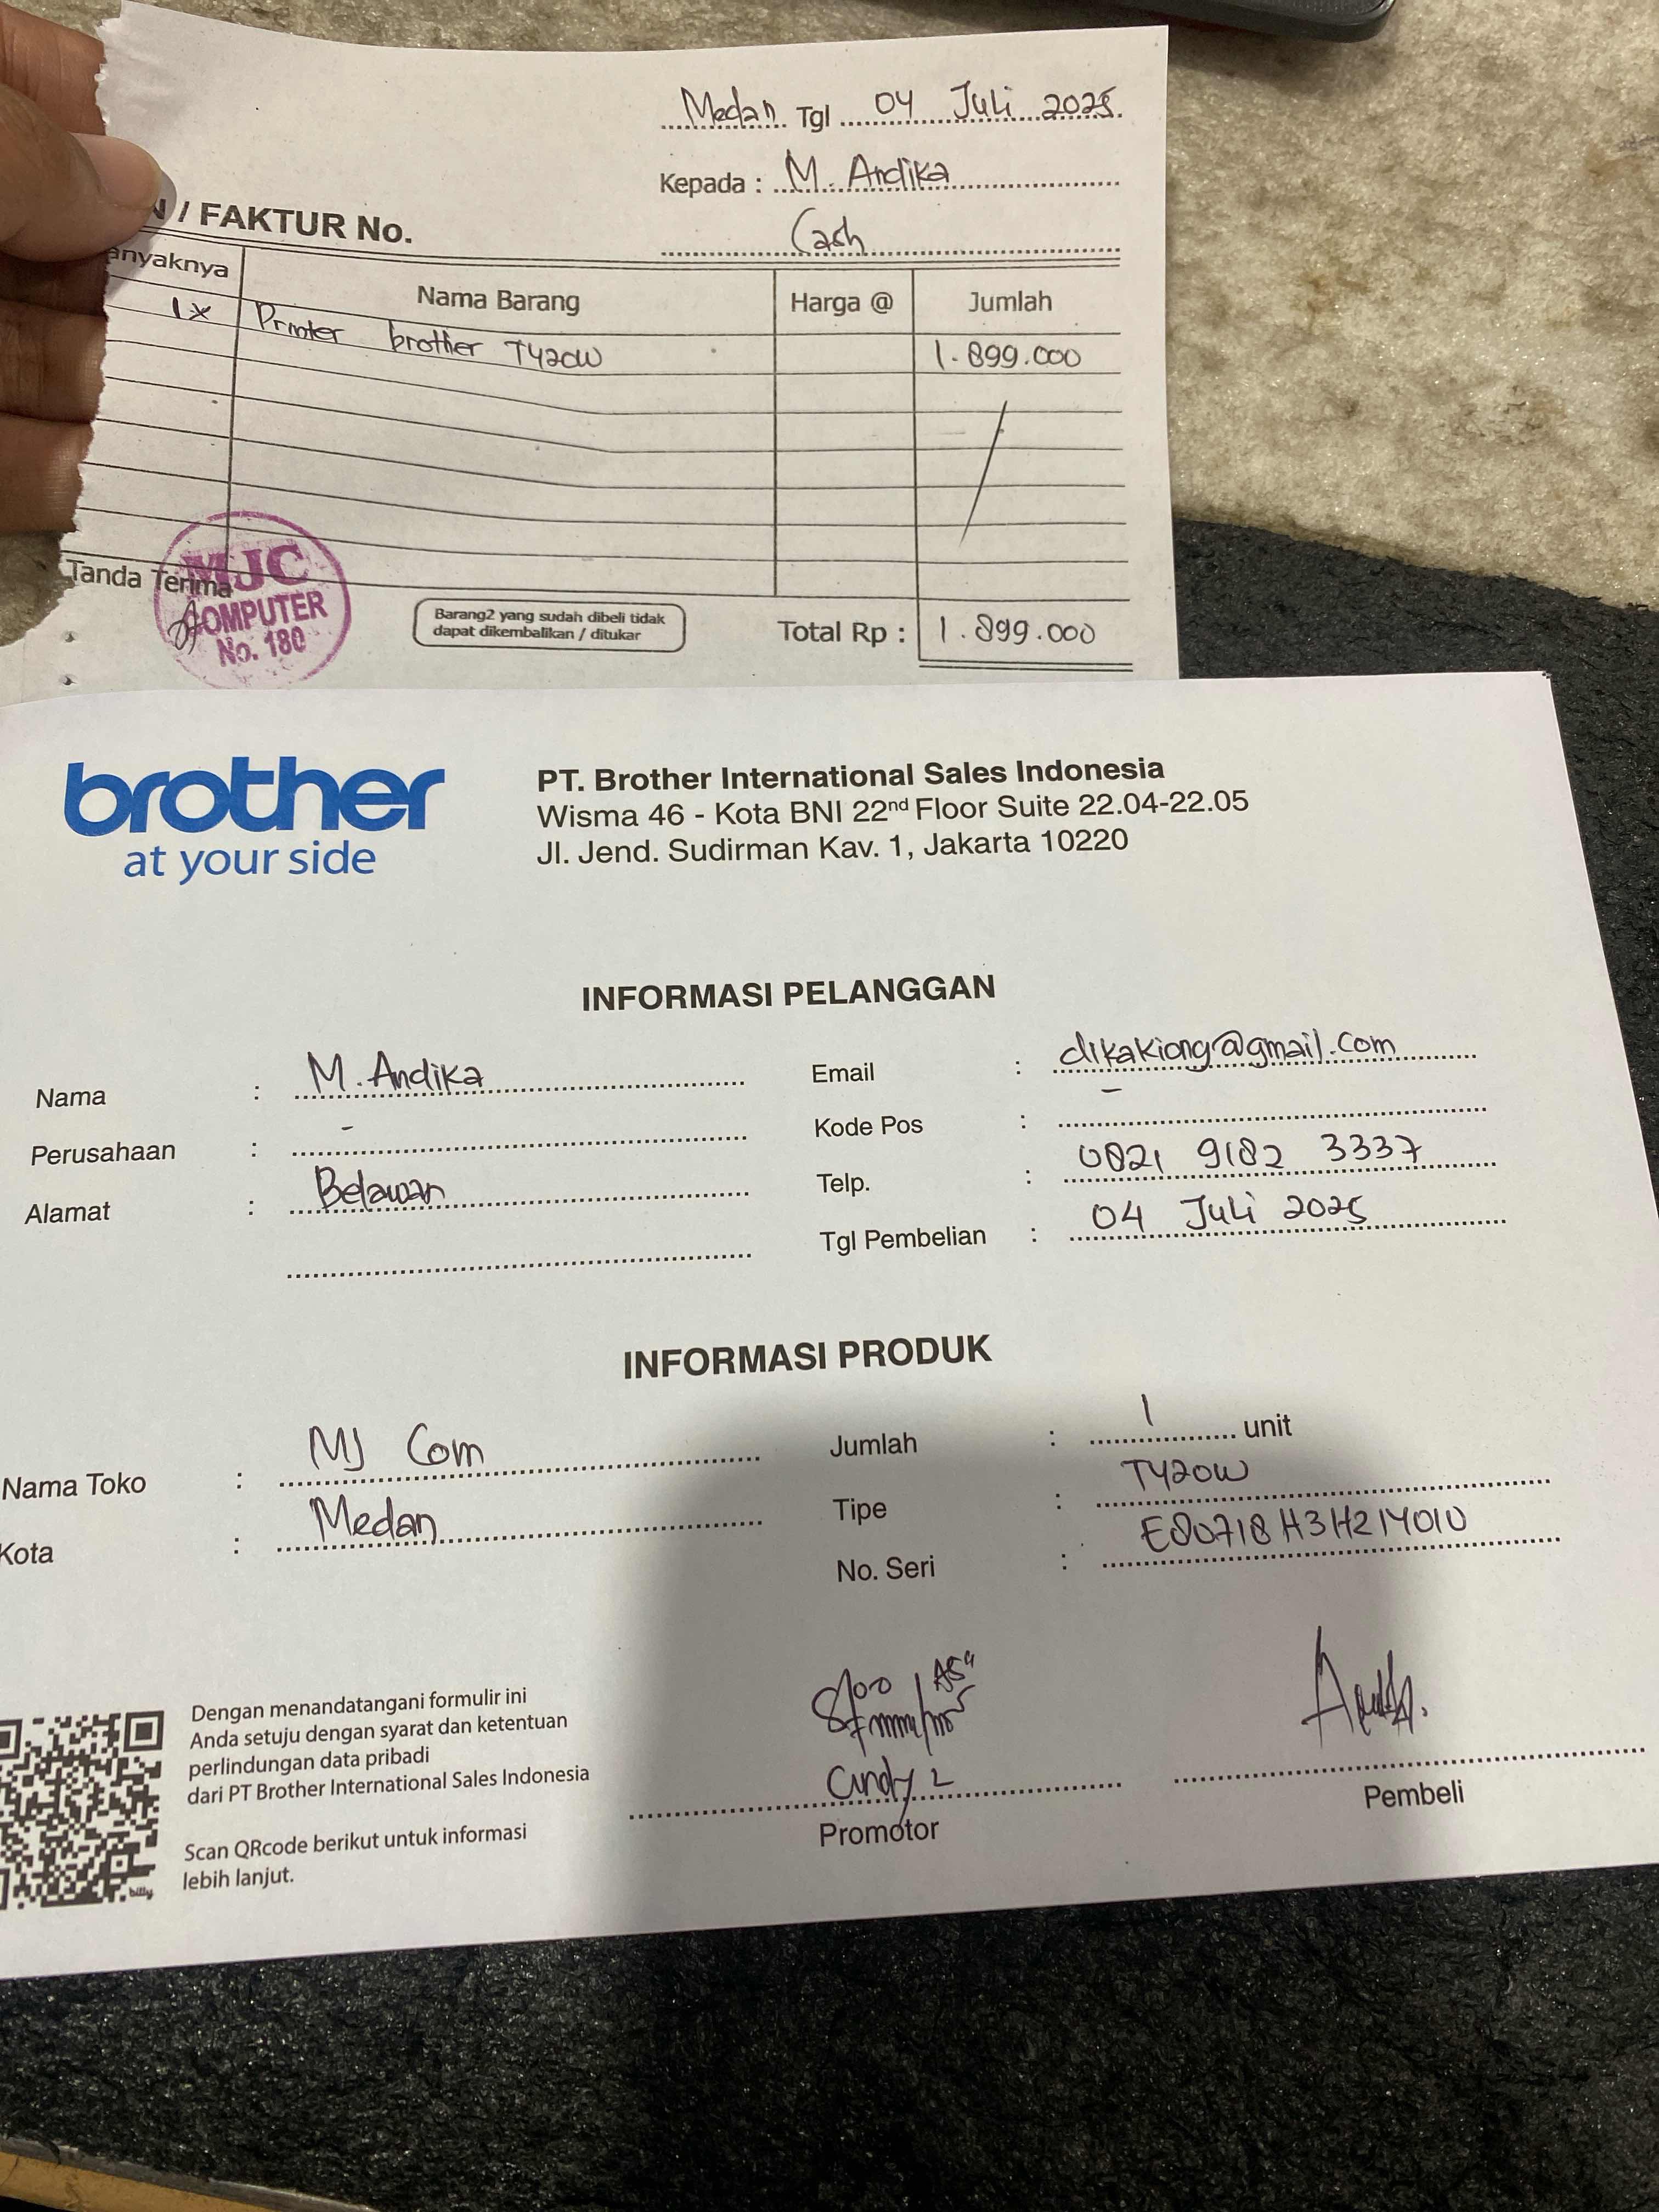 Medan Tgl 04 Juli 2025
Kepada : M. Andika
Cash
N / FAKTUR No.
anyaknya Nama Barang Harga @ Jumlah
1x Printer brother T420W 1.899.000
Tanda Terima
MJC
COMPUTER
No. 180
Barang2 yang sudah dibeli tidak
dapat dikembalikan / ditukar
Total Rp : 1.899.000
brother
at your side
PT. Brother International Sales Indonesia
Wisma 46 - Kota BNI 22nd Floor Suite 22.04-22.05
Jl. Jend. Sudirman Kav. 1, Jakarta 10220
INFORMASI PELANGGAN
Nama : M. Andika
Perusahaan : -
Alamat : Belawan
Email : dikakiong@gmail.com
Kode Pos : -
Telp. : 0821 9182 3337
Tgl Pembelian : 04 Juli 2025
INFORMASI PRODUK
Nama Toko : MJ Com
Kota : Medan
Jumlah : 1 unit
Tipe : T420W
No. Seri : E80718H3H214010
Dengan menandatangani formulir ini
Anda setuju dengan syarat dan ketentuan
perlindungan data pribadi
dari PT Brother International Sales Indonesia
Scan QRcode berikut untuk informasi
lebih lanjut.
billy
Cindy
Promotor
Pembeli